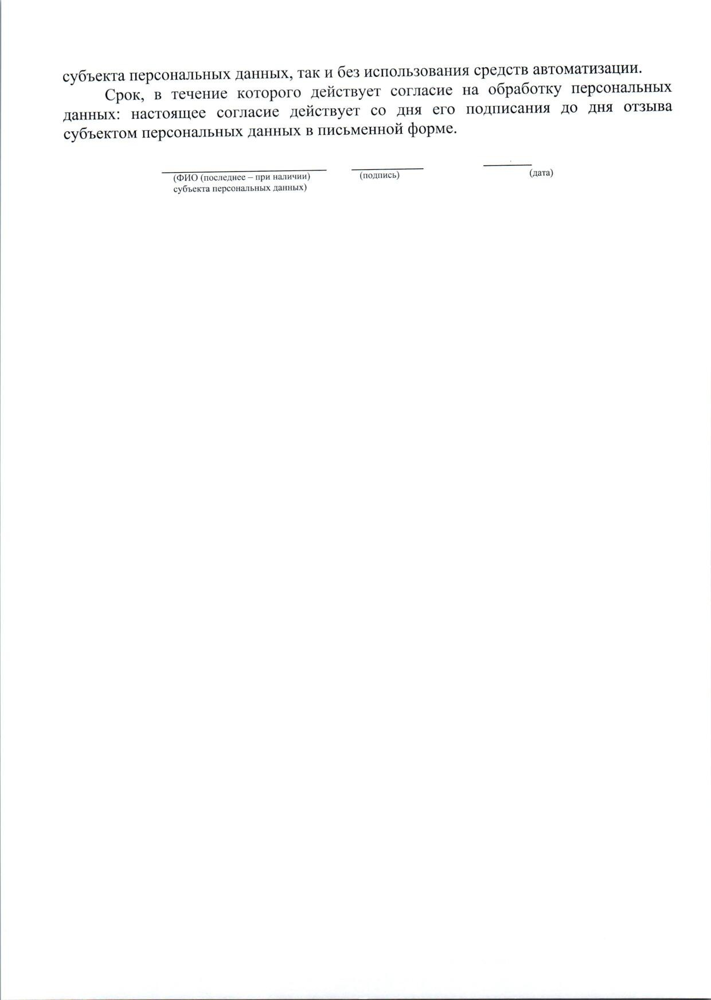 субъекта персональных данных, так и без использования средств автоматизации.
Срок, в течение которого действует согласие на обработку персональных
данных: настоящее согласие действует со дня его подписания до дня отзыва
субъектом персональных данных в письменной форме.
(ФИО (последнее – при наличии) (подпись) (дата)
субъекта персональных данных)